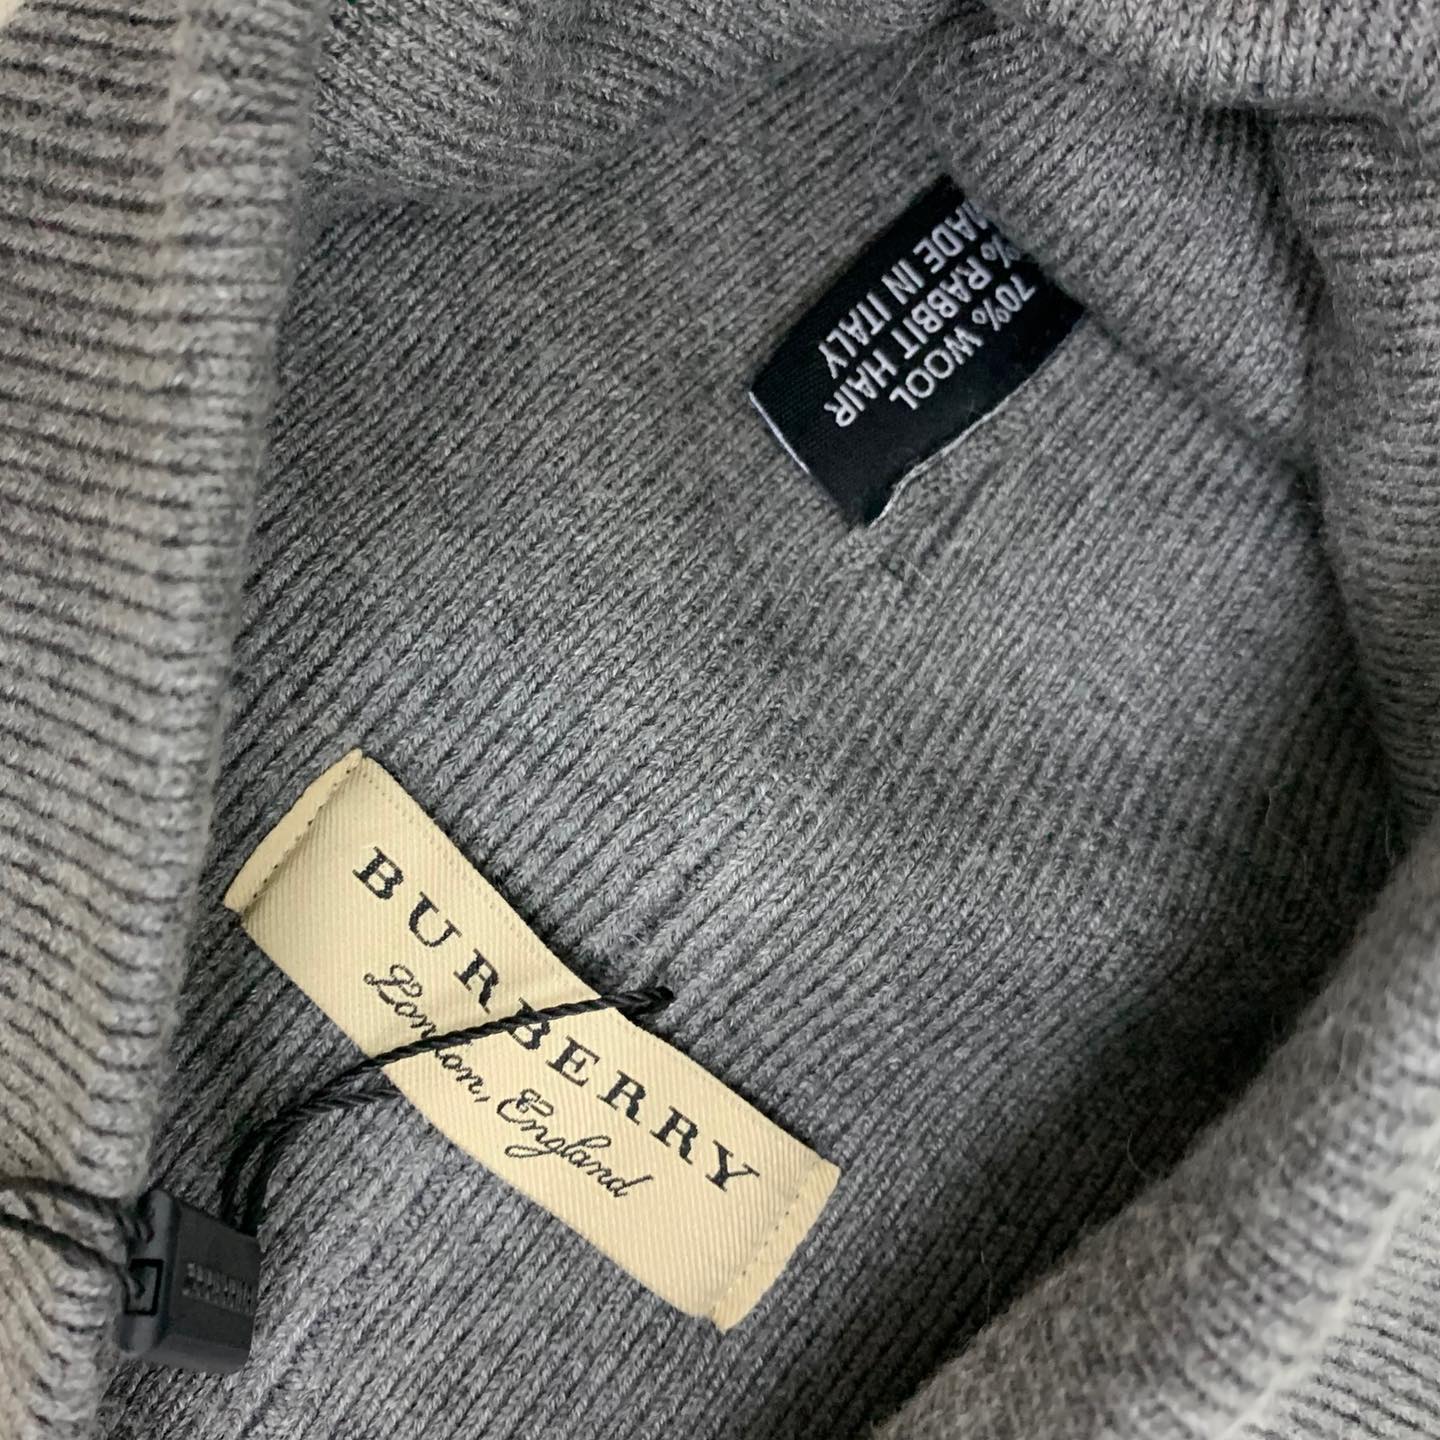 70% WOOL
% RABBIT HAIR
MADE IN ITALY
BURBERRY
London, England